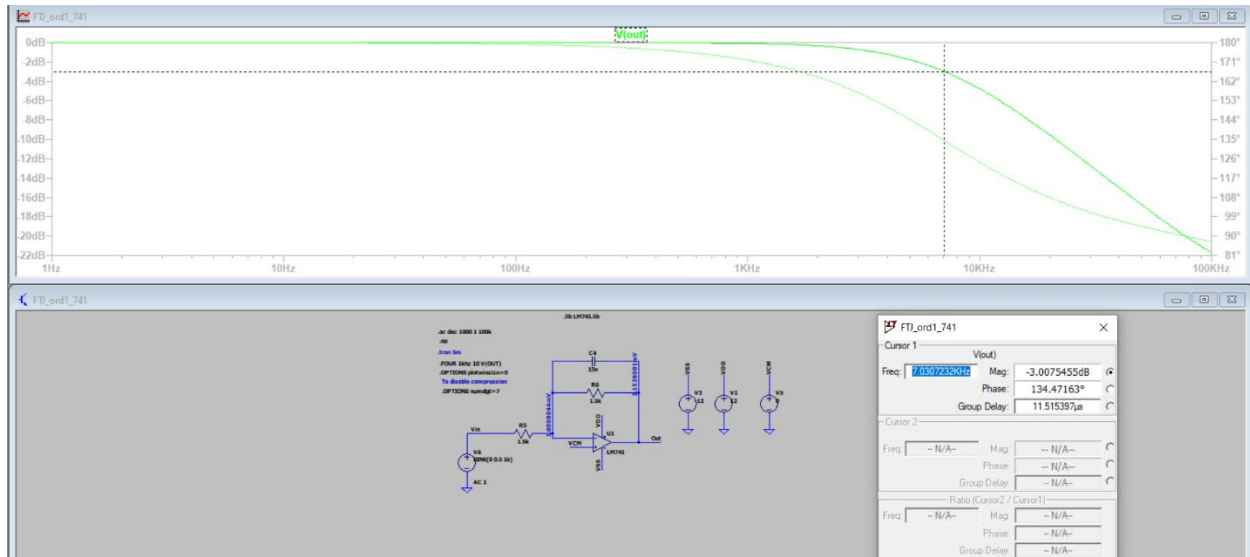 FTJ_ord1_741
V(out)
0dB
-2dB
-4dB
-6dB
-8dB
-10dB
-12dB
-14dB
-16dB
-18dB
-20dB
-22dB
180°
171°
162°
153°
144°
135°
126°
117°
108°
99°
90°
81°
1Hz 10Hz 100Hz 1KHz 10KHz 100KHz
FTJ_ord1_741
.lib LM741.lib
.ac dec 1000 1 100k
.op
.tran 5m
.FOUR 1khz 10 V(OUT)
.OPTIONS plotwinsize=0
To disable compression
.OPTIONS numdgt=7
C4
15n
R6
1.5k
Vin
R5
1.5k
VCM
VDD
U1
LM741
VSS
Out
V6
SINE(0 0.5 1k)
AC 1
VSS
V3
-12
VDD
V1
12
VCM
V5
0
FTJ_ord1_741
Cursor 1
V(out)
Freq: 7.0307232KHz Mag: -3.0075455dB
Phase: 134.47163°
Group Delay: 11.515397µs
Cursor 2
Freq: -- N/A-- Mag: -- N/A--
Phase: -- N/A--
Group Delay: -- N/A--
Ratio (Cursor2 / Cursor1)
Freq: -- N/A-- Mag: -- N/A--
Phase: -- N/A--
Group Delay: -- N/A--